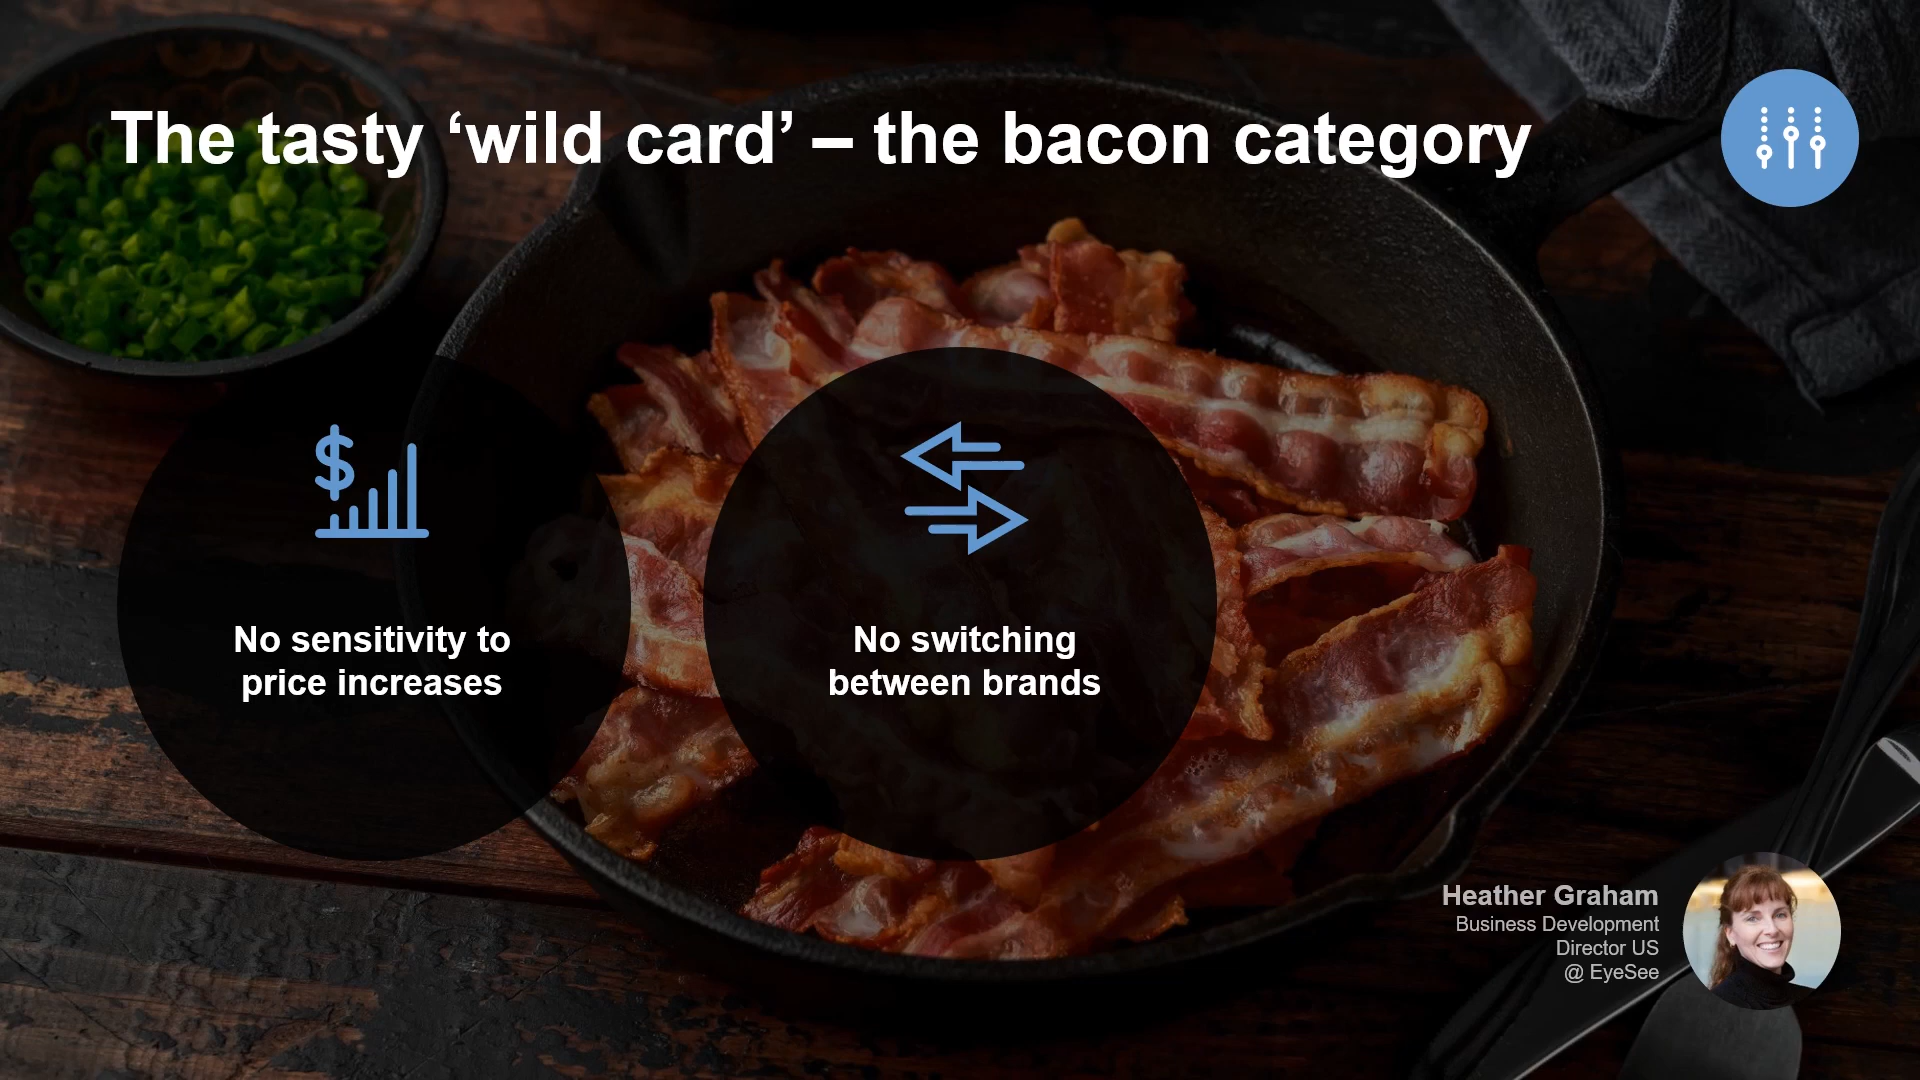 The tasty ‘wild card’ – the bacon category
No sensitivity to
price increases
No switching
between brands
Heather Graham
Business Development
Director US
@ EyeSee